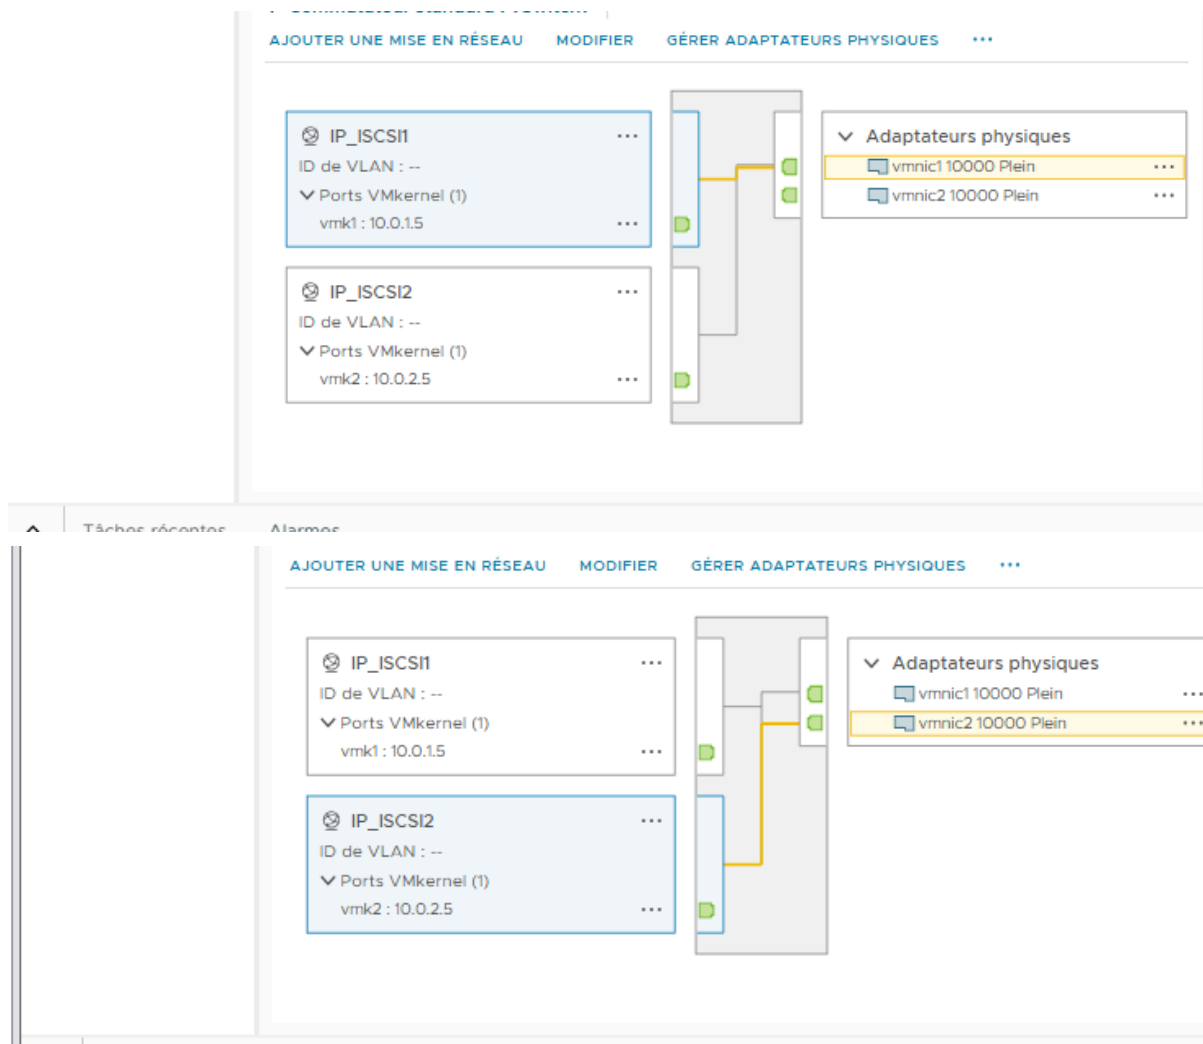 AJOUTER UNE MISE EN RÉSEAU MODIFIER GÉRER ADAPTATEURS PHYSIQUES ...
IP_ISCSI1 ...
ID de VLAN : --
Ports VMkernel (1)
vmk1 : 10.0.1.5 ...
Adaptateurs physiques
vmnic1 10000 Plein ...
vmnic2 10000 Plein ...
IP_ISCSI2 ...
ID de VLAN : --
Ports VMkernel (1)
vmk2 : 10.0.2.5 ...
Tâches récentes Alarmes
AJOUTER UNE MISE EN RÉSEAU MODIFIER GÉRER ADAPTATEURS PHYSIQUES ...
IP_ISCSI1 ...
ID de VLAN : --
Ports VMkernel (1)
vmk1 : 10.0.1.5 ...
Adaptateurs physiques
vmnic1 10000 Plein ...
vmnic2 10000 Plein ...
IP_ISCSI2 ...
ID de VLAN : --
Ports VMkernel (1)
vmk2 : 10.0.2.5 ...